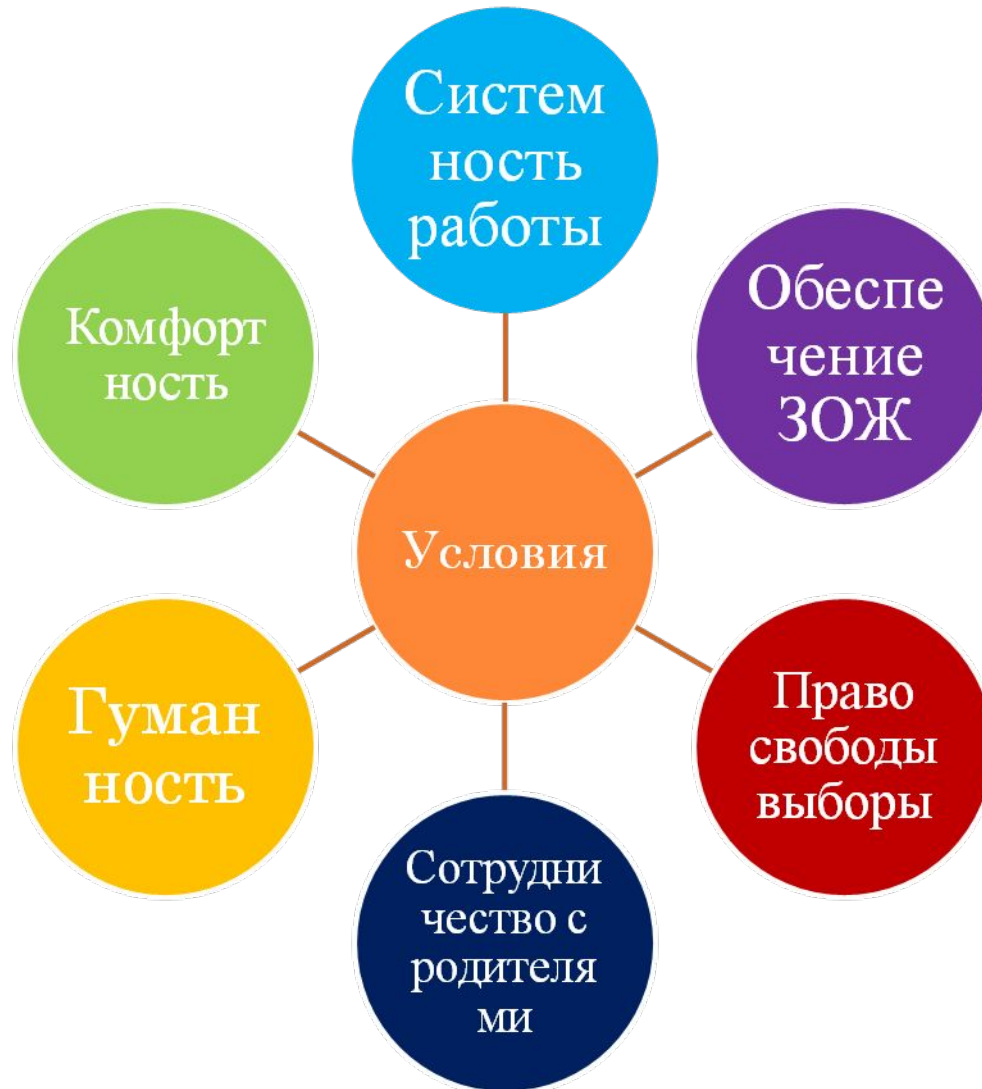 Систем
ность
работы
Обеспе
чение
ЗОЖ
Право
свободы
выборы
Сотрудни
чество с
родителя
ми
Гуман
ность
Комфорт
ность
Условия